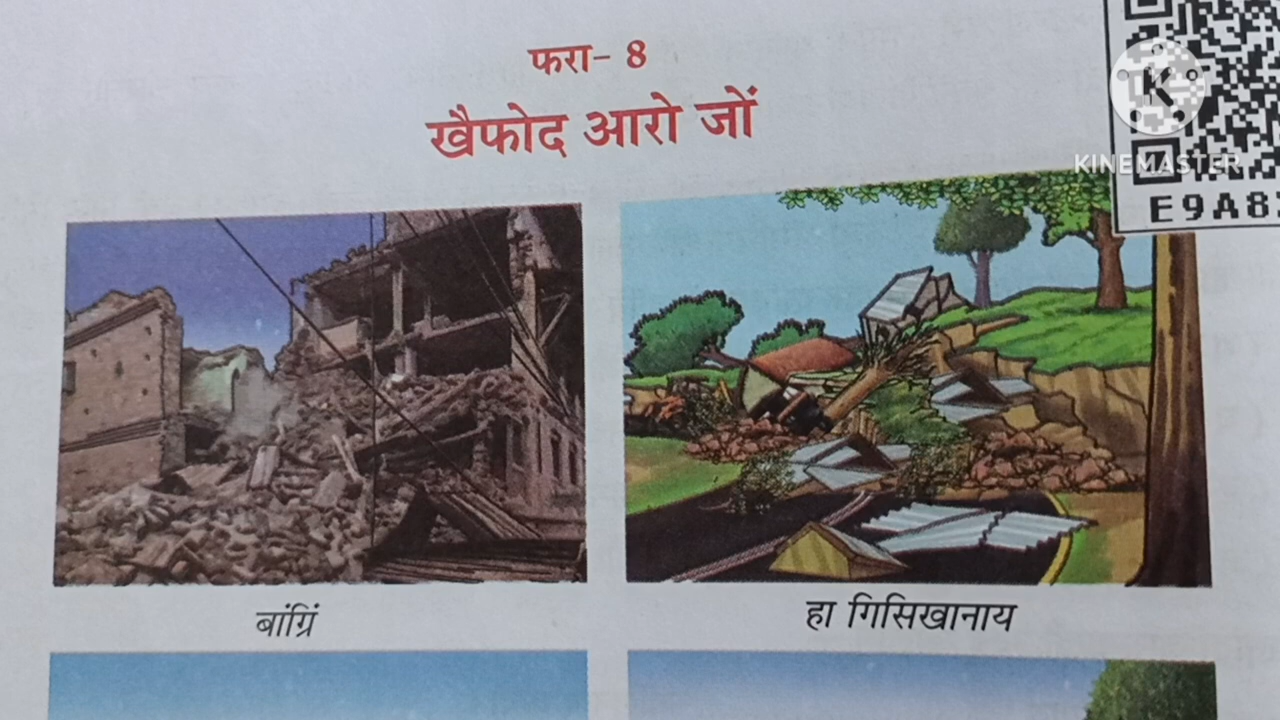 फरा- 8
खैफोद आरो जों
KINEMASTER
E9A8
बांग्रिं
हा गिसिखानाय